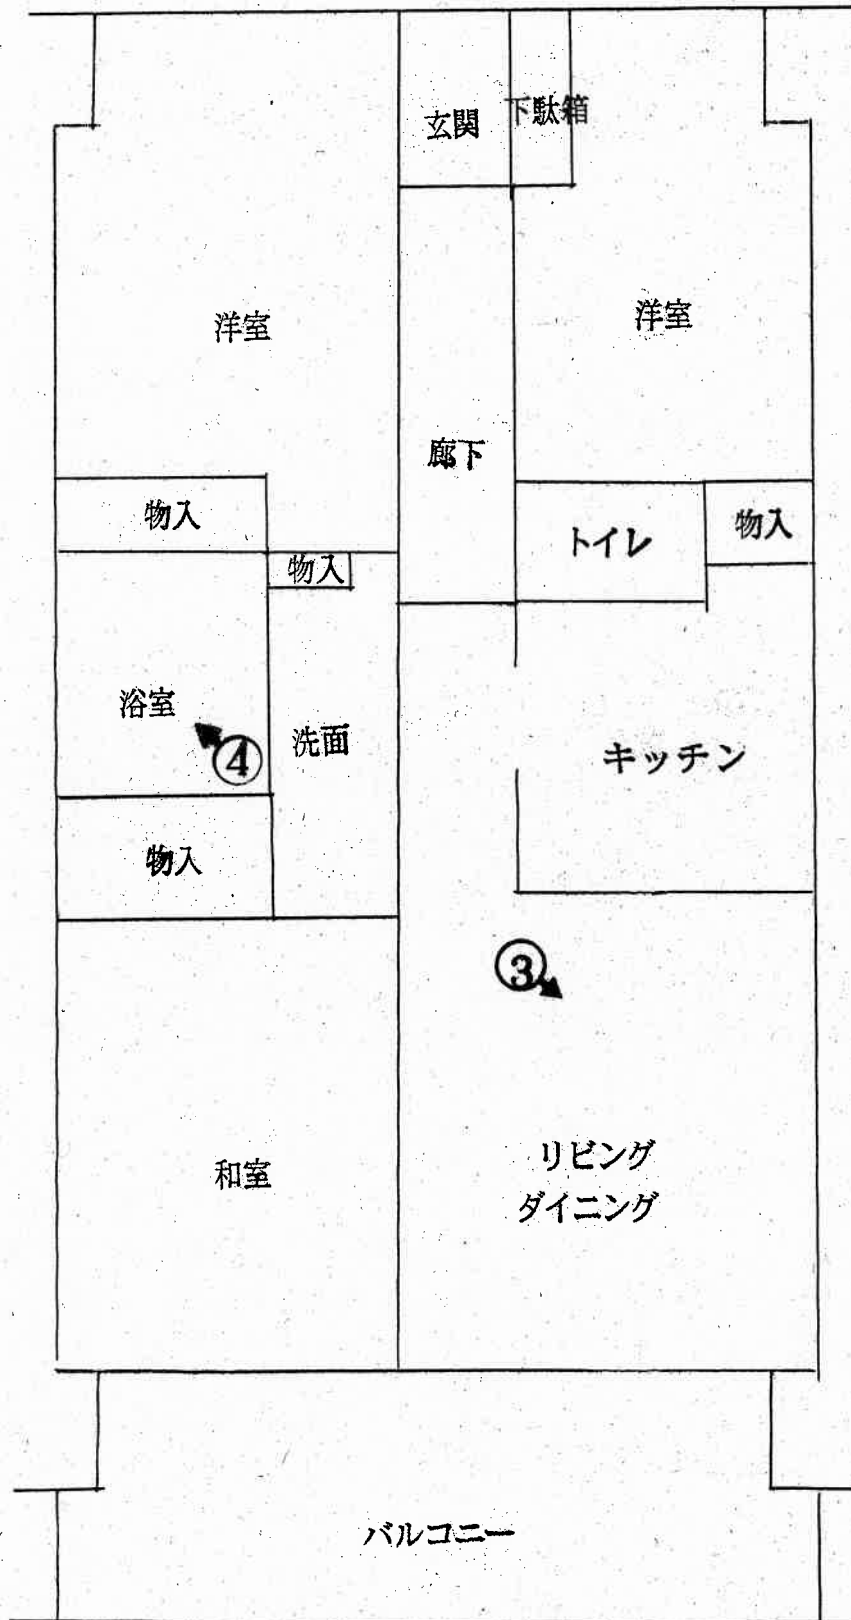 玄関
下駄箱
洋室
洋室
廊下
物入
トイレ
物入
物入
浴室
④
洗面
キッチン
物入
③
和室
リビング
ダイニング
バルコニー